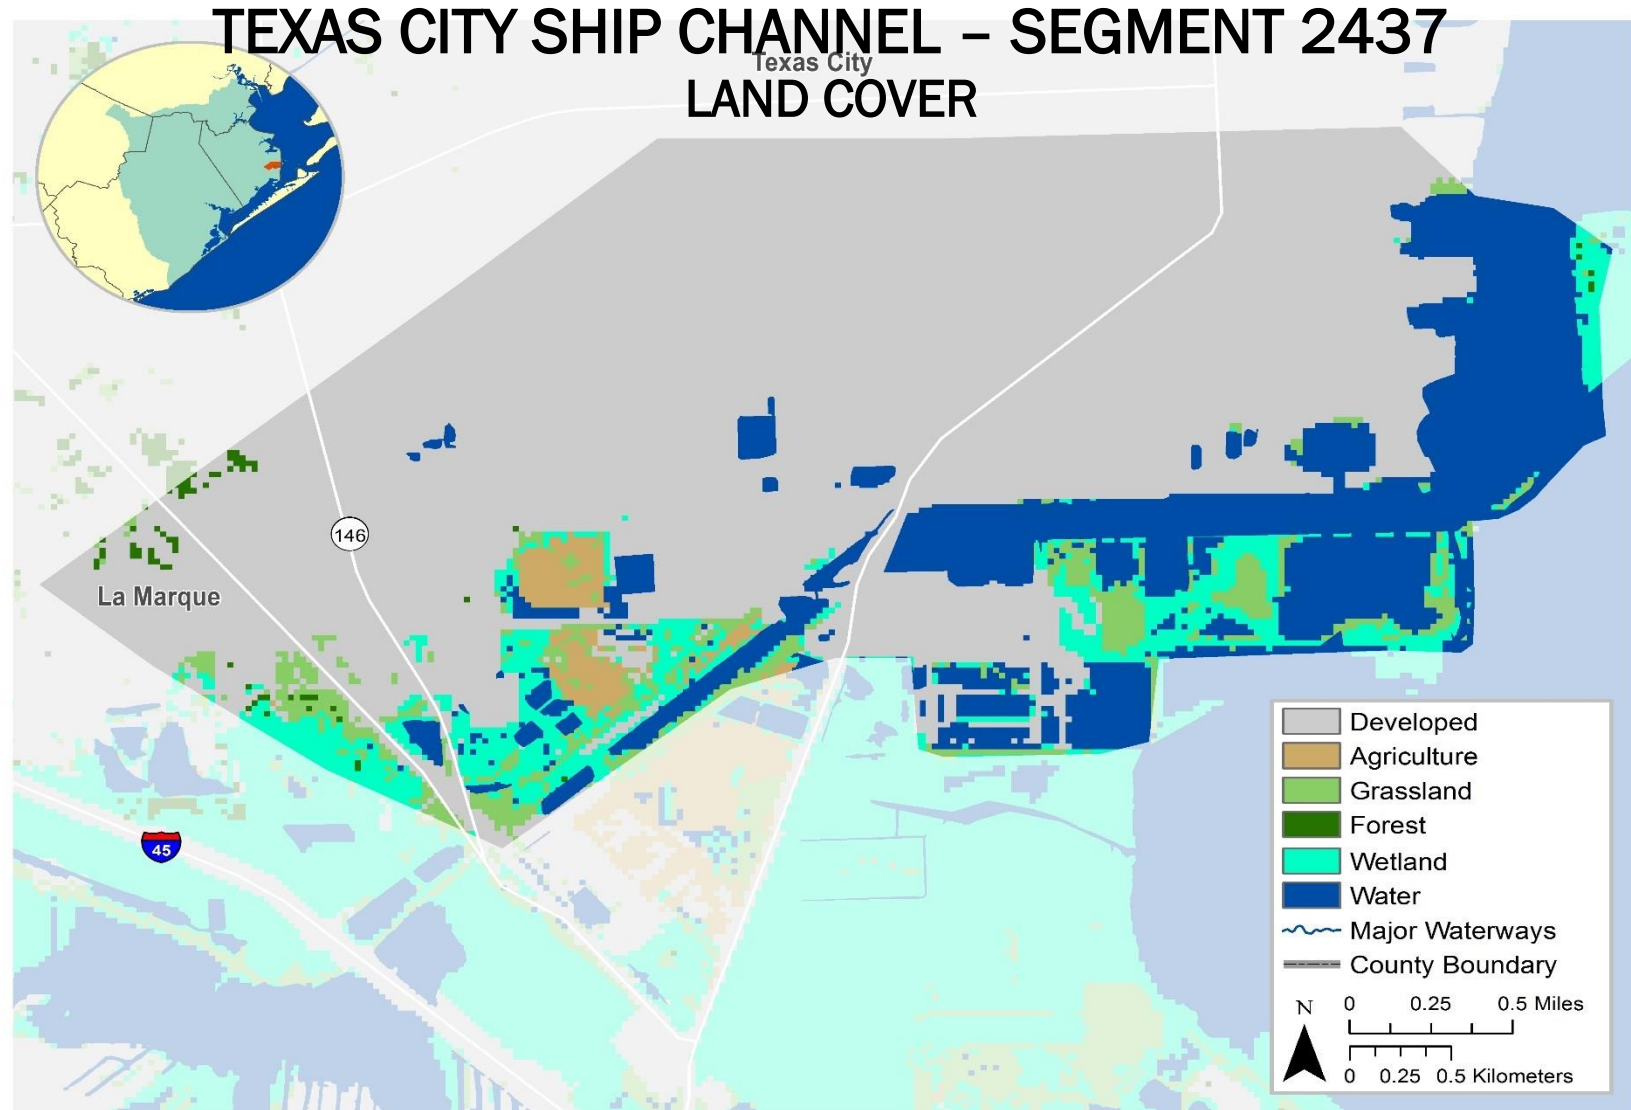 TEXAS CITY SHIP CHANNEL – SEGMENT 2437
Texas City
LAND COVER
146
La Marque
45
Developed
Agriculture
Grassland
Forest
Wetland
Water
Major Waterways
County Boundary
N
0 0.25 0.5 Miles
0 0.25 0.5 Kilometers